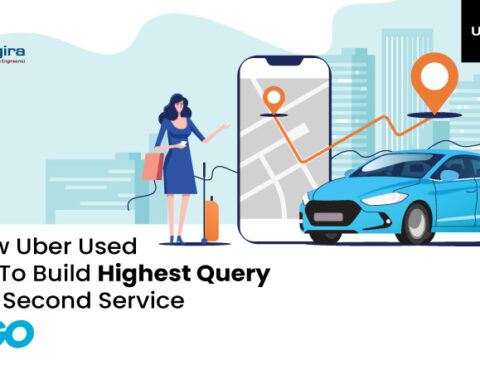 gira
U
w Uber Used
To Build Highest Query
Second Service
GO